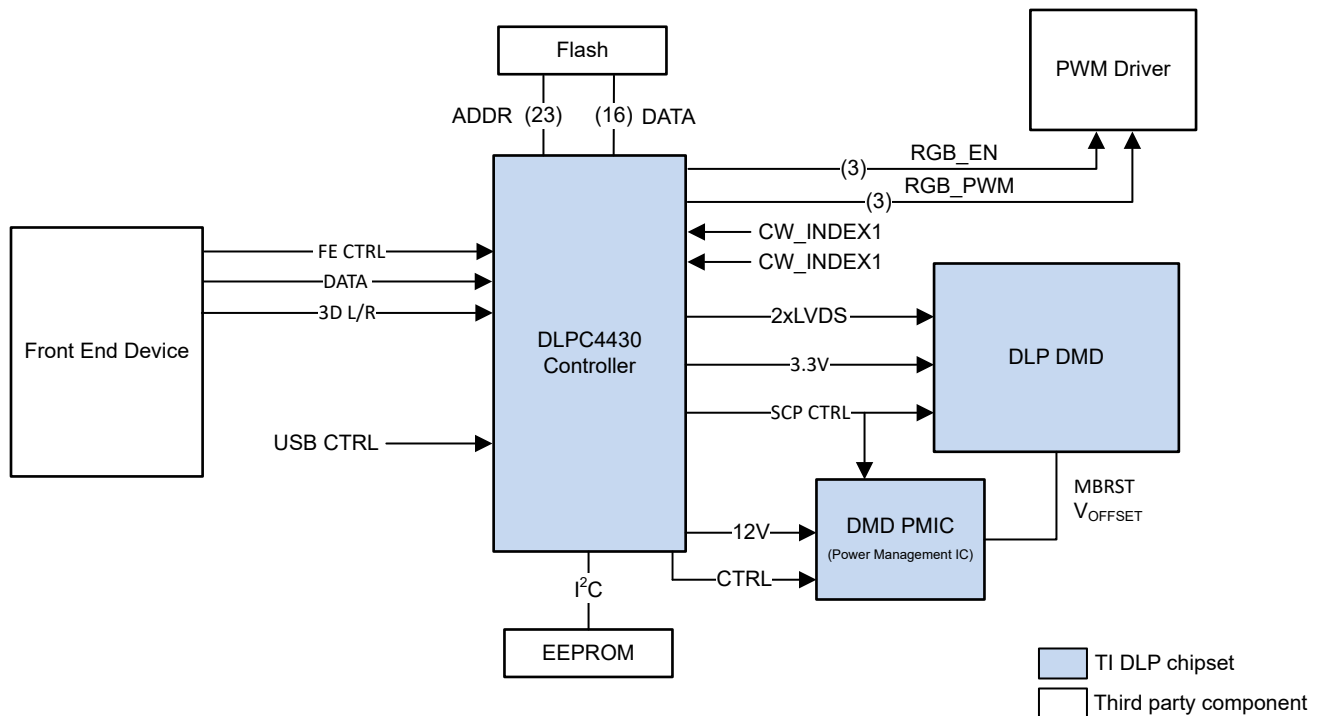 Flash
PWM Driver
ADDR (23) (16) DATA
RGB_EN
(3)
RGB_PWM
(3)
CW_INDEX1
CW_INDEX1
Front End Device
FE CTRL
DATA
3D L/R
USB CTRL
DLPC4430
Controller
2xLVDS
3.3V
SCP CTRL
DLP DMD
MBRST
VOFFSET
12V
CTRL
DMD PMIC
(Power Management IC)
I²C
EEPROM
TI DLP chipset
Third party component